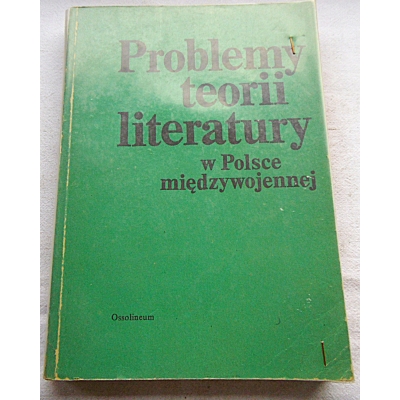 Problemy
teorii
literatury
w Polsce
międzywojennej
Ossolineum